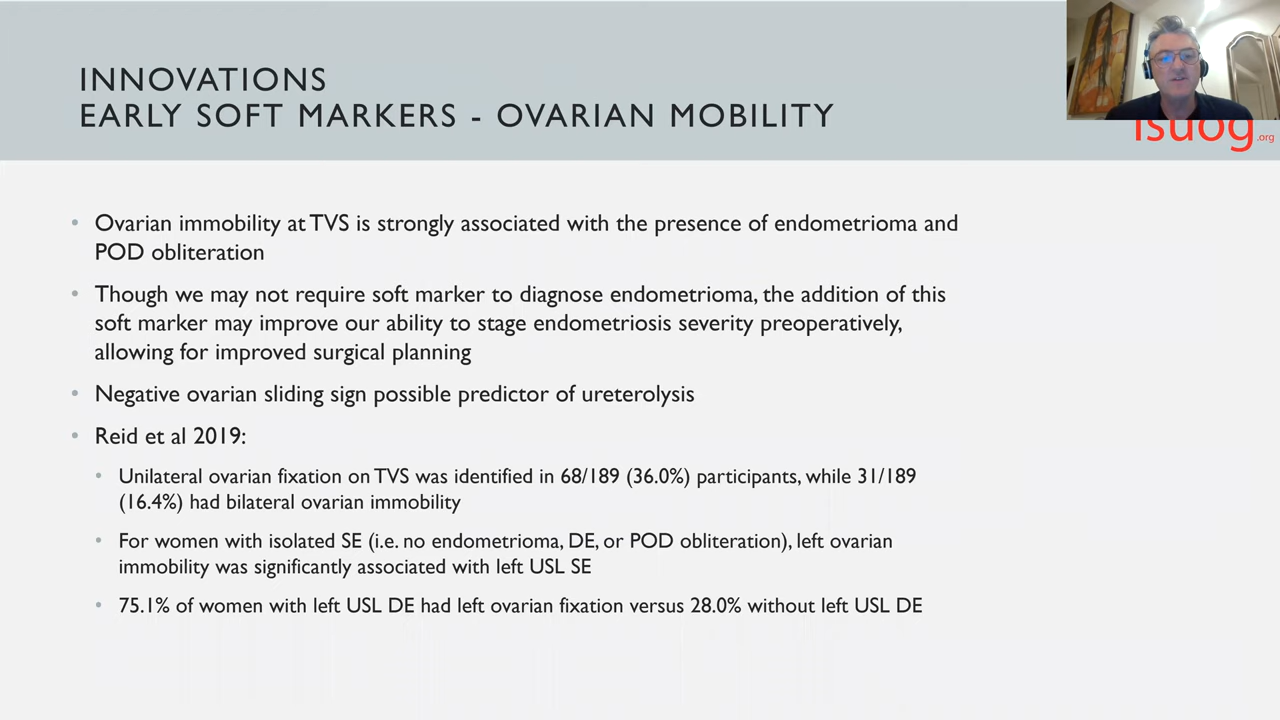 INNOVATIONS
EARLY SOFT MARKERS - OVARIAN MOBILITY
isuog.org
• Ovarian immobility at TVS is strongly associated with the presence of endometrioma and
POD obliteration
• Though we may not require soft marker to diagnose endometrioma, the addition of this
soft marker may improve our ability to stage endometriosis severity preoperatively,
allowing for improved surgical planning
• Negative ovarian sliding sign possible predictor of ureterolysis
• Reid et al 2019:
• Unilateral ovarian fixation on TVS was identified in 68/189 (36.0%) participants, while 31/189
(16.4%) had bilateral ovarian immobility
• For women with isolated SE (i.e. no endometrioma, DE, or POD obliteration), left ovarian
immobility was significantly associated with left USL SE
• 75.1% of women with left USL DE had left ovarian fixation versus 28.0% without left USL DE